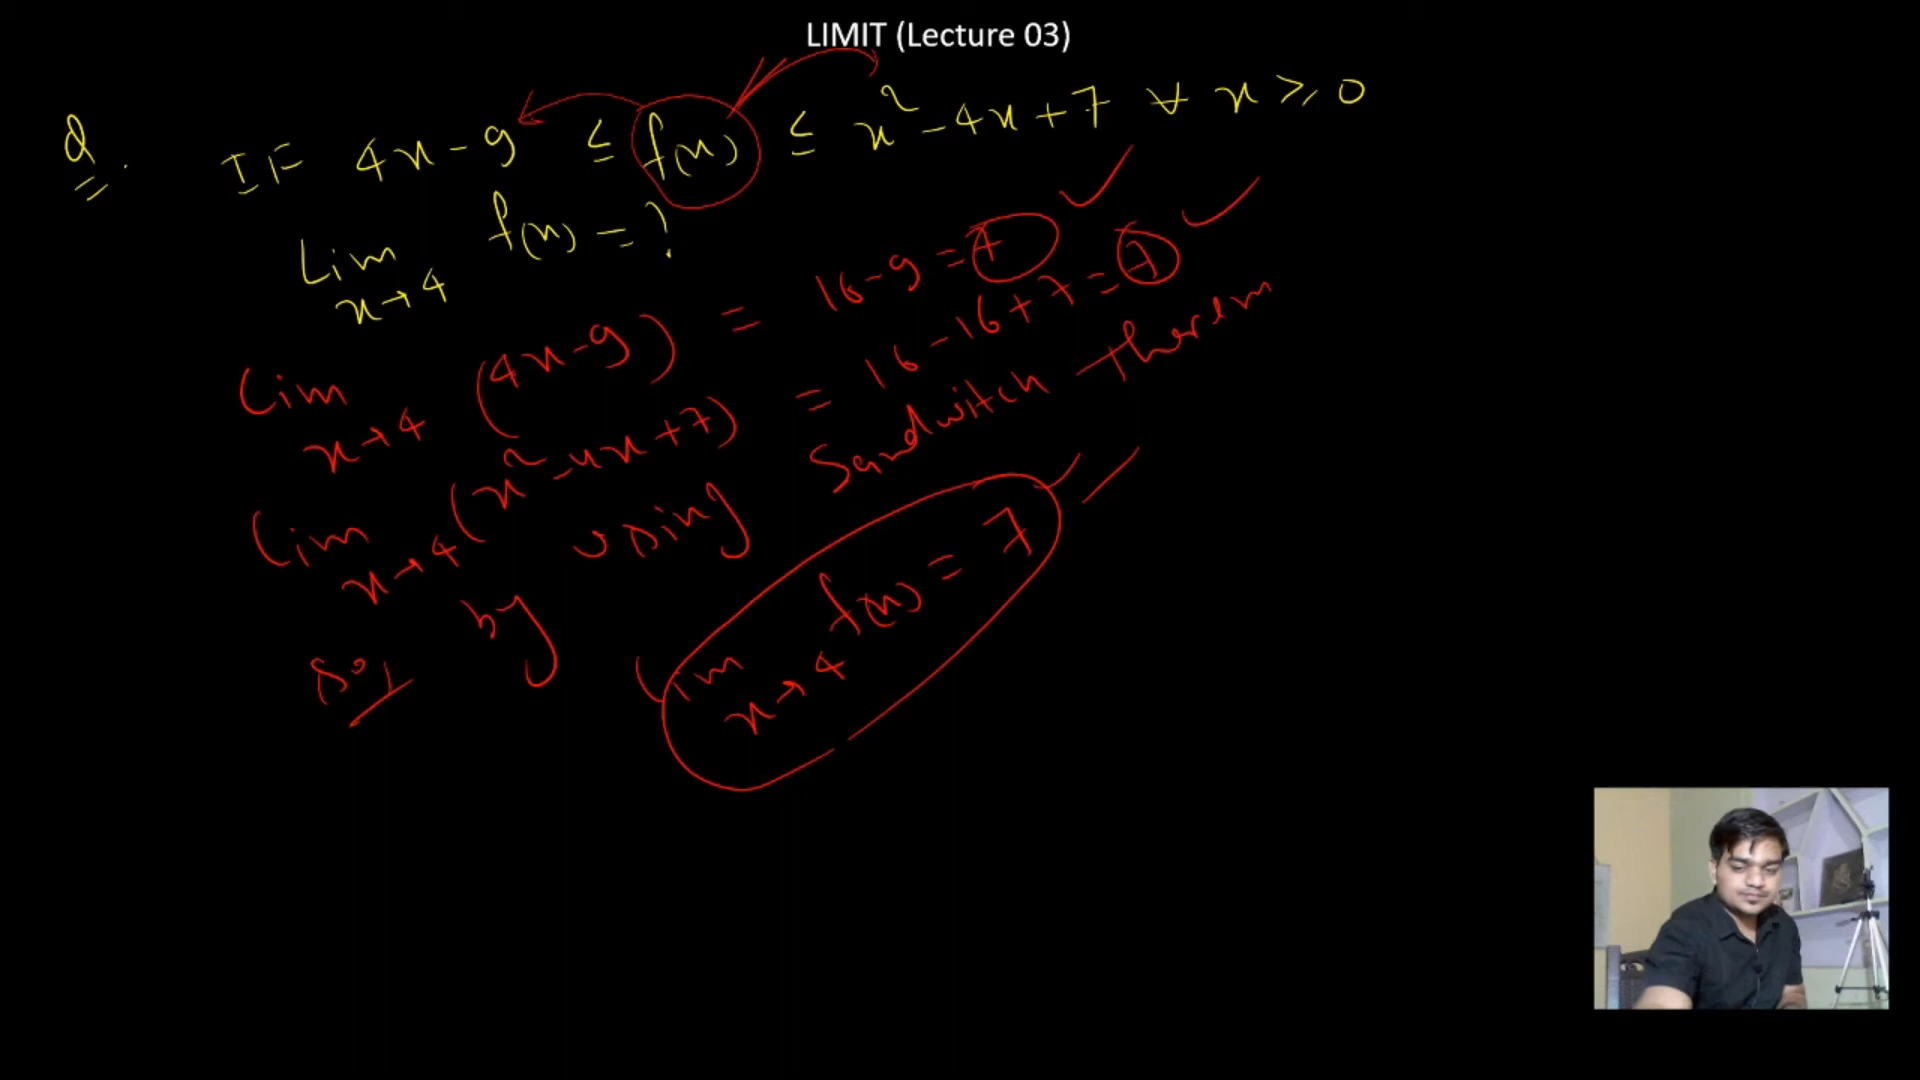 LIMIT (Lecture 03)
Q. IF 4x-9 ≤ f(x) ≤ x²-4x+7 ∀ x ≥ 0
Lim x→4 f(x) = ?
Lim x→4 (4x-9) = 16-9 = 7
Lim x→4 (x²-4x+7) = 16-16+7 = 7
So, by using Sandwitch therem
Lim x→4 f(x) = 7